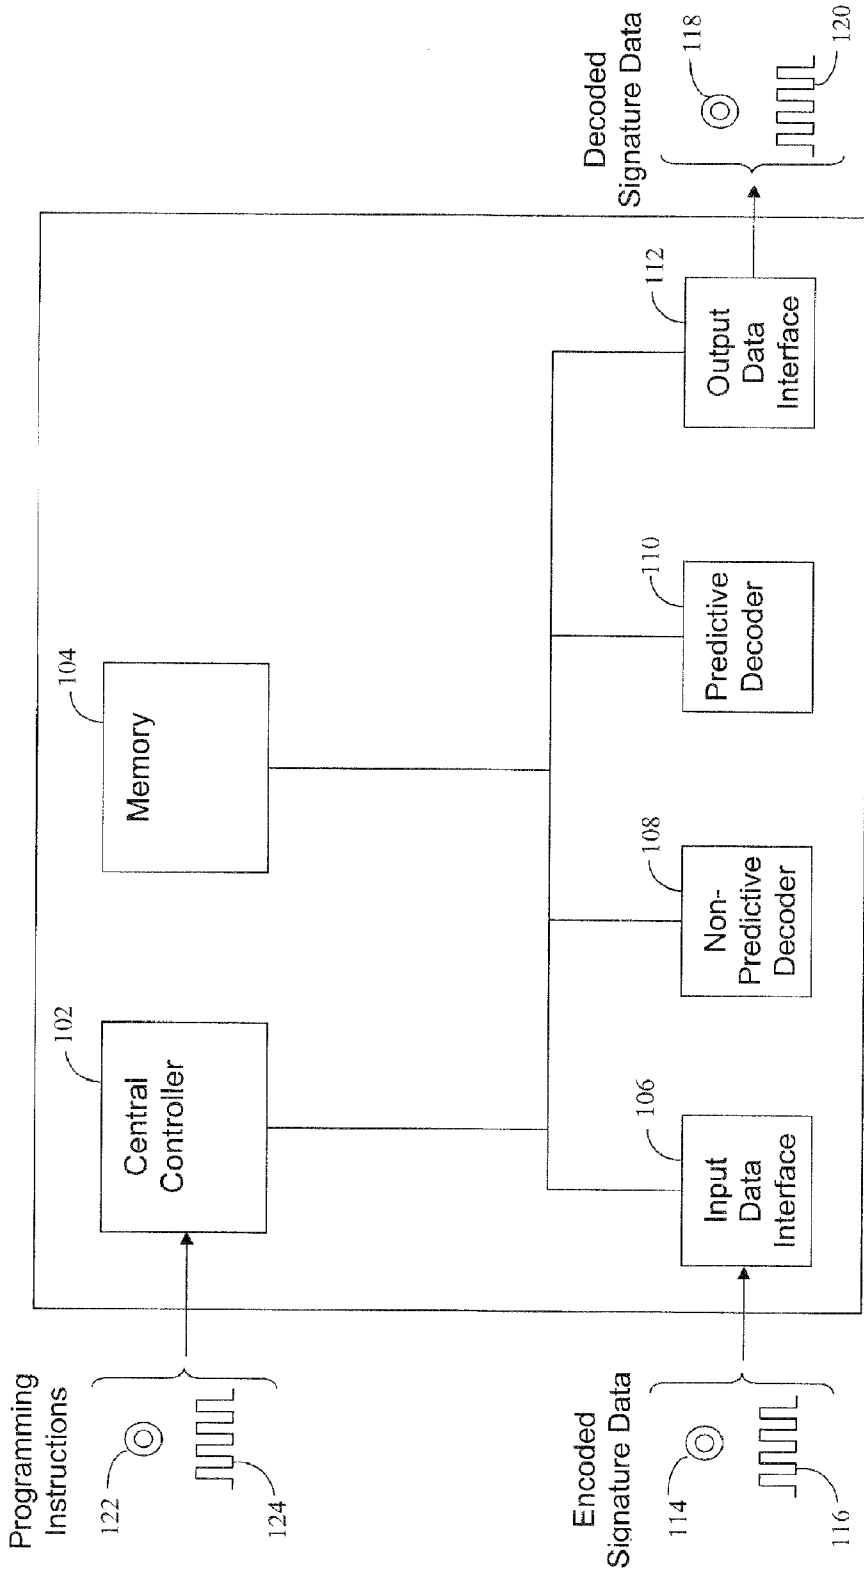 Programming
Instructions
122
124
Central
Controller
102
Memory
104
Encoded
Signature Data
114
116
Input
Data
Interface
106
Non-
Predictive
Decoder
108
Predictive
Decoder
110
Output
Data
Interface
112
Decoded
Signature Data
118
120